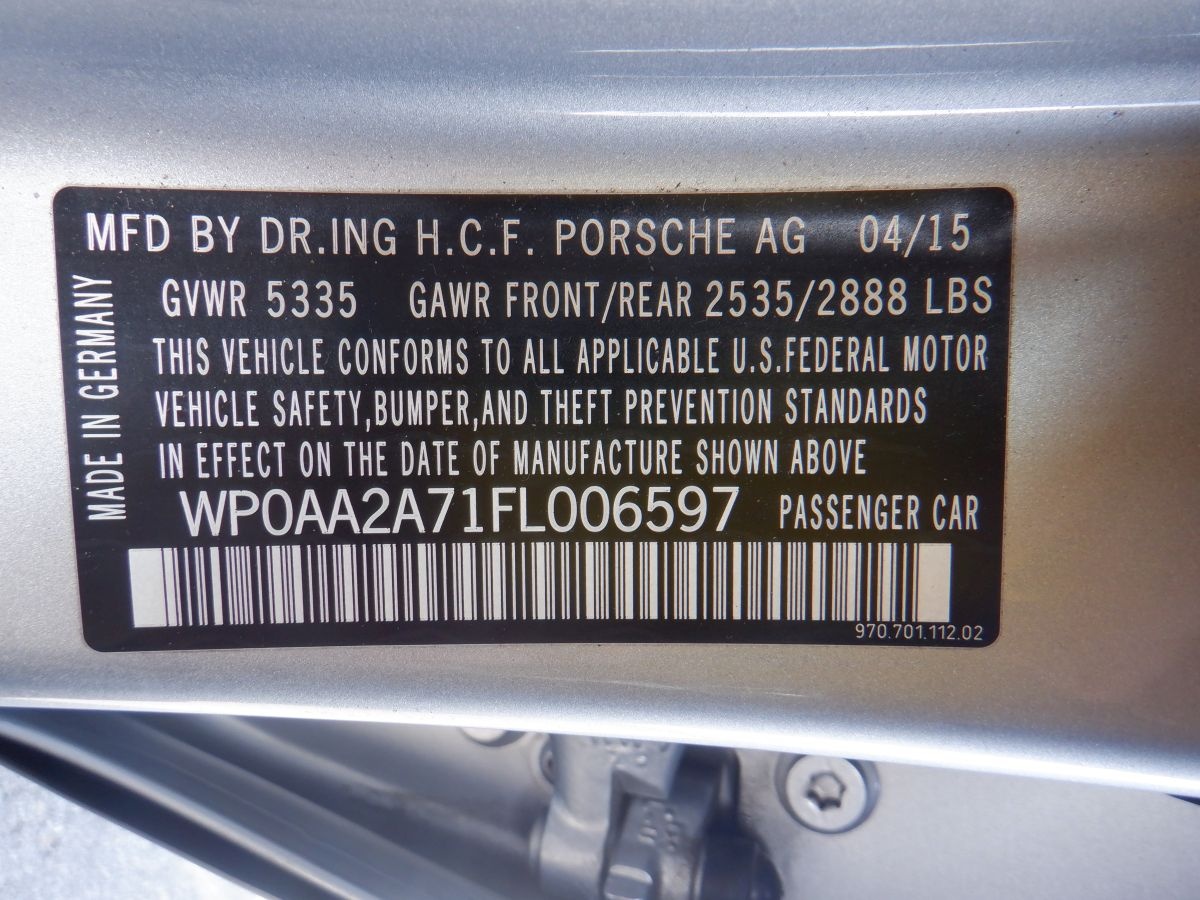 MFD BY DR.ING H.C.F. PORSCHE AG 04/15
GVWR 5335 GAWR FRONT/REAR 2535/2888 LBS
THIS VEHICLE CONFORMS TO ALL APPLICABLE U.S.FEDERAL MOTOR
VEHICLE SAFETY,BUMPER,AND THEFT PREVENTION STANDARDS
IN EFFECT ON THE DATE OF MANUFACTURE SHOWN ABOVE
WP0AA2A71FL006597 PASSENGER CAR
970.701.112.02
MADE IN GERMANY